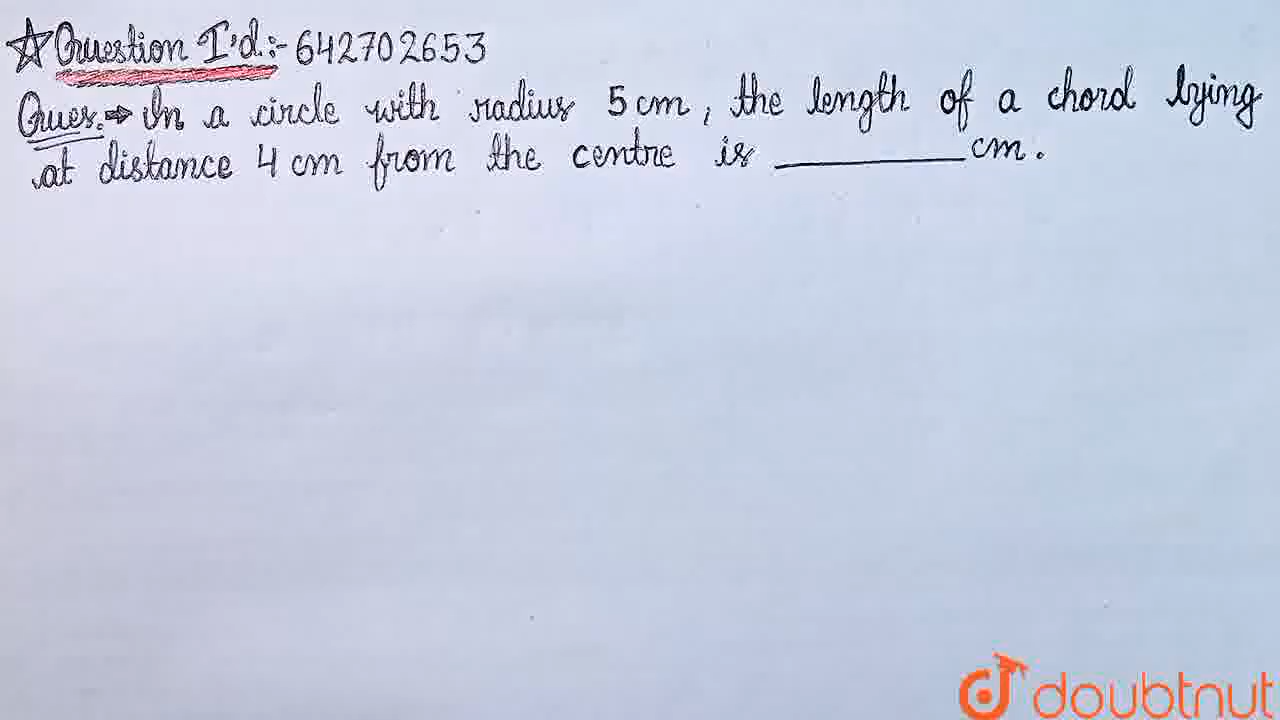 ☆ Question I'd:- 642702653
Ques. ⇒ In a circle with radius 5 cm, the length of a chord lying
at distance 4 cm from the centre is ________ cm.
doubtnut